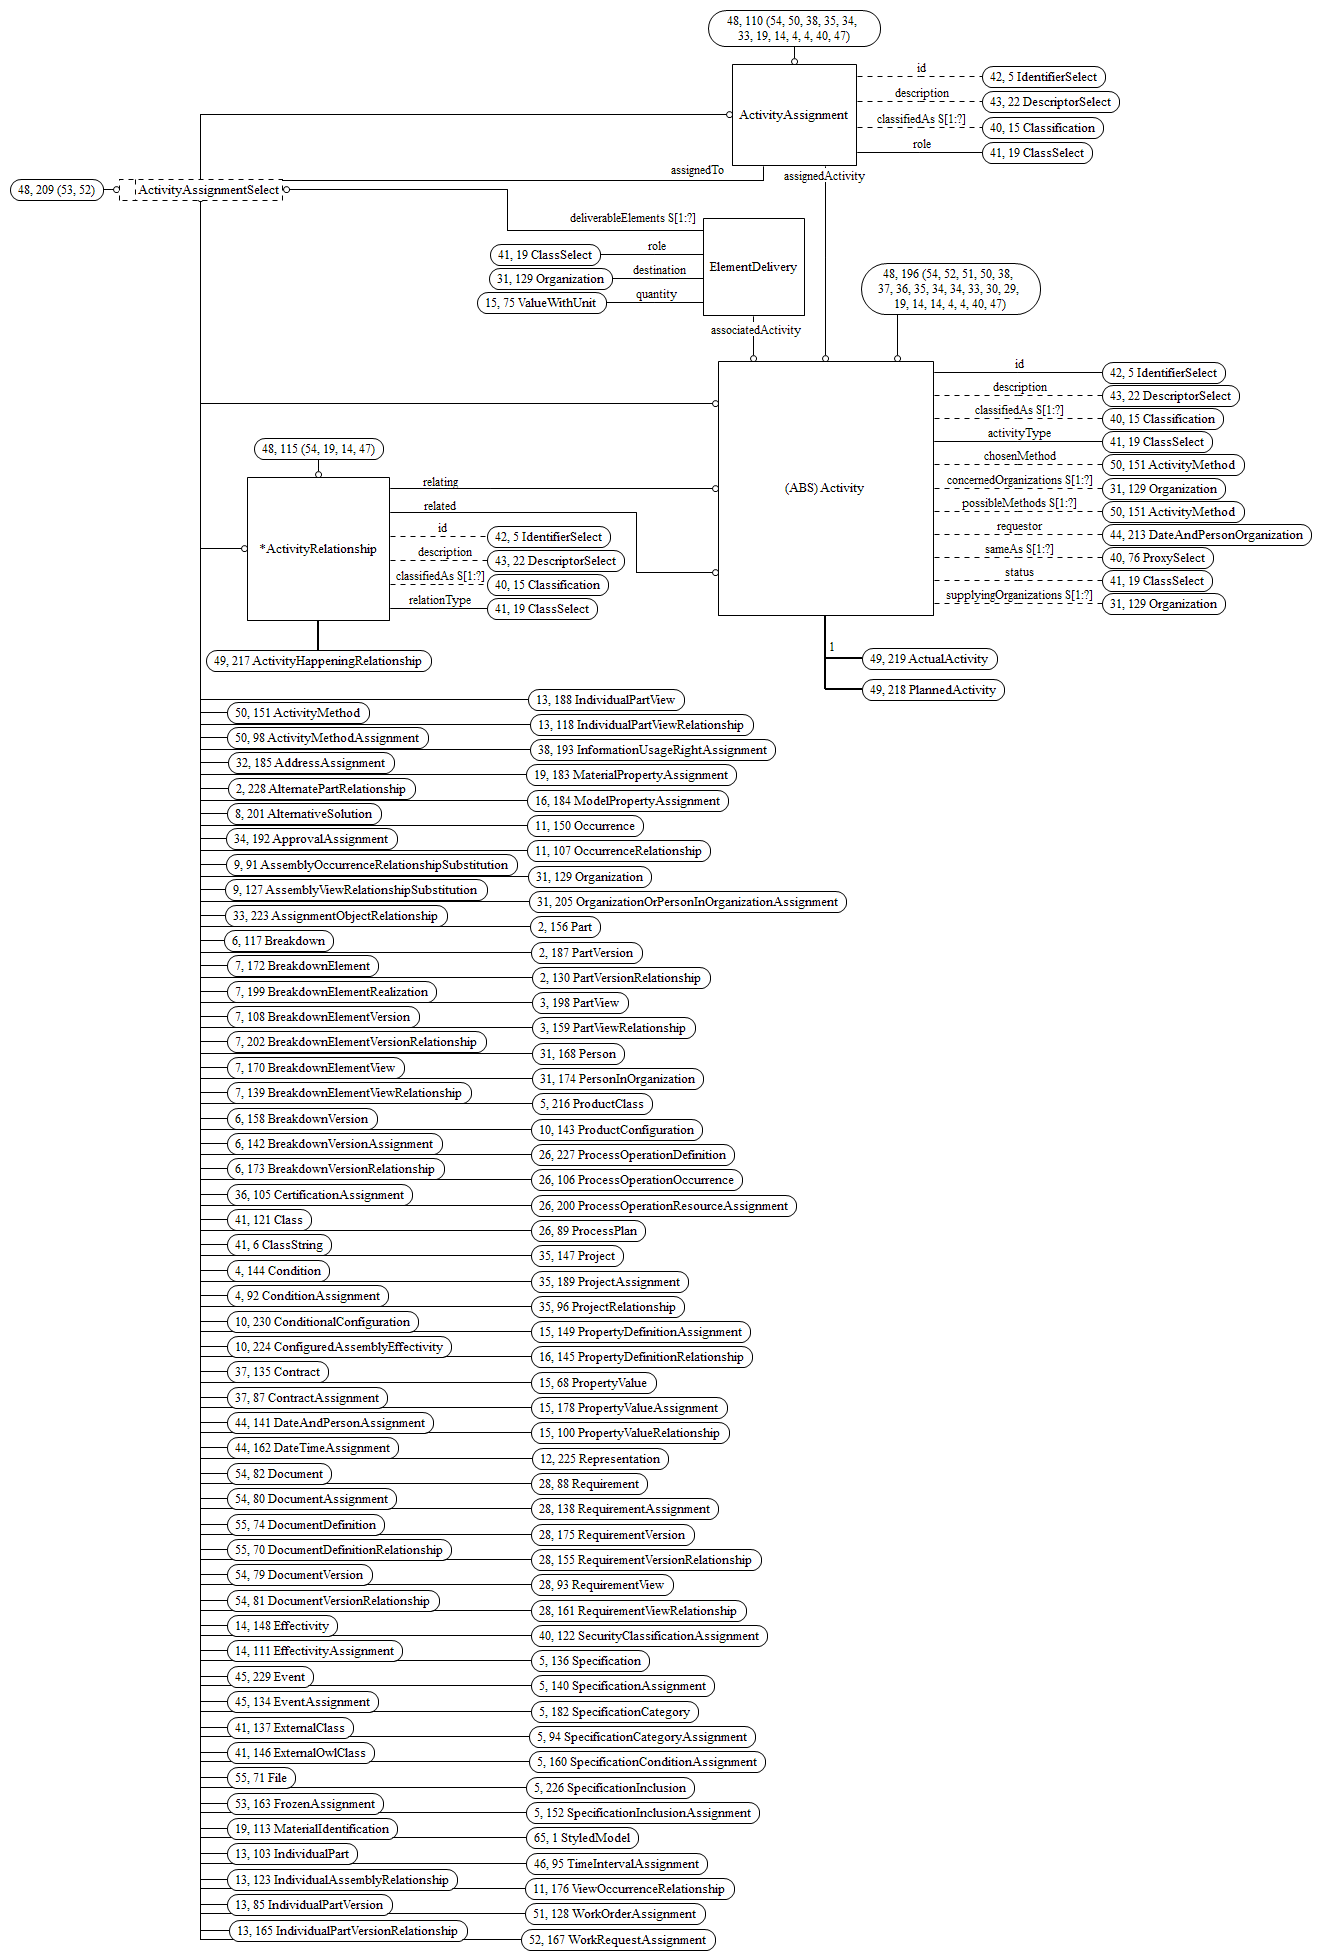 48, 110 (54, 50, 38, 35, 34,
33, 19, 14, 4, 4, 40, 47)
ActivityAssignment
id
42, 5 IdentifierSelect
description
43, 22 DescriptorSelect
classifiedAs S[1:?]
40, 15 Classification
role
41, 19 ClassSelect
assignedTo
assignedActivity
48, 209 (53, 52)
ActivityAssignmentSelect
deliverableElements S[1:?]
ElementDelivery
role
41, 19 ClassSelect
destination
31, 129 Organization
quantity
15, 75 ValueWithUnit
associatedActivity
48, 196 (54, 52, 51, 50, 38,
37, 36, 35, 34, 34, 33, 30, 29,
19, 14, 14, 4, 4, 40, 47)
(ABS) Activity
id
42, 5 IdentifierSelect
description
43, 22 DescriptorSelect
classifiedAs S[1:?]
40, 15 Classification
activityType
41, 19 ClassSelect
chosenMethod
50, 151 ActivityMethod
concernedOrganizations S[1:?]
31, 129 Organization
possibleMethods S[1:?]
50, 151 ActivityMethod
requestor
44, 213 DateAndPersonOrganization
sameAs S[1:?]
40, 76 ProxySelect
status
41, 19 ClassSelect
supplyingOrganizations S[1:?]
31, 129 Organization
1
49, 219 ActualActivity
49, 218 PlannedActivity
48, 115 (54, 19, 14, 47)
*ActivityRelationship
relating
related
id
42, 5 IdentifierSelect
description
43, 22 DescriptorSelect
classifiedAs S[1:?]
40, 15 Classification
relationType
41, 19 ClassSelect
49, 217 ActivityHappeningRelationship
50, 151 ActivityMethod
50, 98 ActivityMethodAssignment
32, 185 AddressAssignment
2, 228 AlternatePartRelationship
8, 201 AlternativeSolution
34, 192 ApprovalAssignment
9, 91 AssemblyOccurrenceRelationshipSubstitution
9, 127 AssemblyViewRelationshipSubstitution
33, 223 AssignmentObjectRelationship
6, 117 Breakdown
7, 172 BreakdownElement
7, 199 BreakdownElementRealization
7, 108 BreakdownElementVersion
7, 202 BreakdownElementVersionRelationship
7, 170 BreakdownElementView
7, 139 BreakdownElementViewRelationship
6, 158 BreakdownVersion
6, 142 BreakdownVersionAssignment
6, 173 BreakdownVersionRelationship
36, 105 CertificationAssignment
41, 121 Class
41, 6 ClassString
4, 144 Condition
4, 92 ConditionAssignment
10, 230 ConditionalConfiguration
10, 224 ConfiguredAssemblyEffectivity
37, 135 Contract
37, 87 ContractAssignment
44, 141 DateAndPersonAssignment
44, 162 DateTimeAssignment
54, 82 Document
54, 80 DocumentAssignment
55, 74 DocumentDefinition
55, 70 DocumentDefinitionRelationship
54, 79 DocumentVersion
54, 81 DocumentVersionRelationship
14, 148 Effectivity
14, 111 EffectivityAssignment
45, 229 Event
45, 134 EventAssignment
41, 137 ExternalClass
41, 146 ExternalOwlClass
55, 71 File
53, 163 FrozenAssignment
19, 113 MaterialIdentification
13, 103 IndividualPart
13, 123 IndividualAssemblyRelationship
13, 85 IndividualPartVersion
13, 165 IndividualPartVersionRelationship
13, 188 IndividualPartView
13, 118 IndividualPartViewRelationship
38, 193 InformationUsageRightAssignment
19, 183 MaterialPropertyAssignment
16, 184 ModelPropertyAssignment
11, 150 Occurrence
11, 107 OccurrenceRelationship
31, 129 Organization
31, 205 OrganizationOrPersonInOrganizationAssignment
2, 156 Part
2, 187 PartVersion
2, 130 PartVersionRelationship
3, 198 PartView
3, 159 PartViewRelationship
31, 168 Person
31, 174 PersonInOrganization
5, 216 ProductClass
10, 143 ProductConfiguration
26, 227 ProcessOperationDefinition
26, 106 ProcessOperationOccurrence
26, 200 ProcessOperationResourceAssignment
26, 89 ProcessPlan
35, 147 Project
35, 189 ProjectAssignment
35, 96 ProjectRelationship
15, 149 PropertyDefinitionAssignment
16, 145 PropertyDefinitionRelationship
15, 68 PropertyValue
15, 178 PropertyValueAssignment
15, 100 PropertyValueRelationship
12, 225 Representation
28, 88 Requirement
28, 138 RequirementAssignment
28, 175 RequirementVersion
28, 155 RequirementVersionRelationship
28, 93 RequirementView
28, 161 RequirementViewRelationship
40, 122 SecurityClassificationAssignment
5, 136 Specification
5, 140 SpecificationAssignment
5, 182 SpecificationCategory
5, 94 SpecificationCategoryAssignment
5, 160 SpecificationConditionAssignment
5, 226 SpecificationInclusion
5, 152 SpecificationInclusionAssignment
65, 1 StyledModel
46, 95 TimeIntervalAssignment
11, 176 ViewOccurrenceRelationship
51, 128 WorkOrderAssignment
52, 167 WorkRequestAssignment